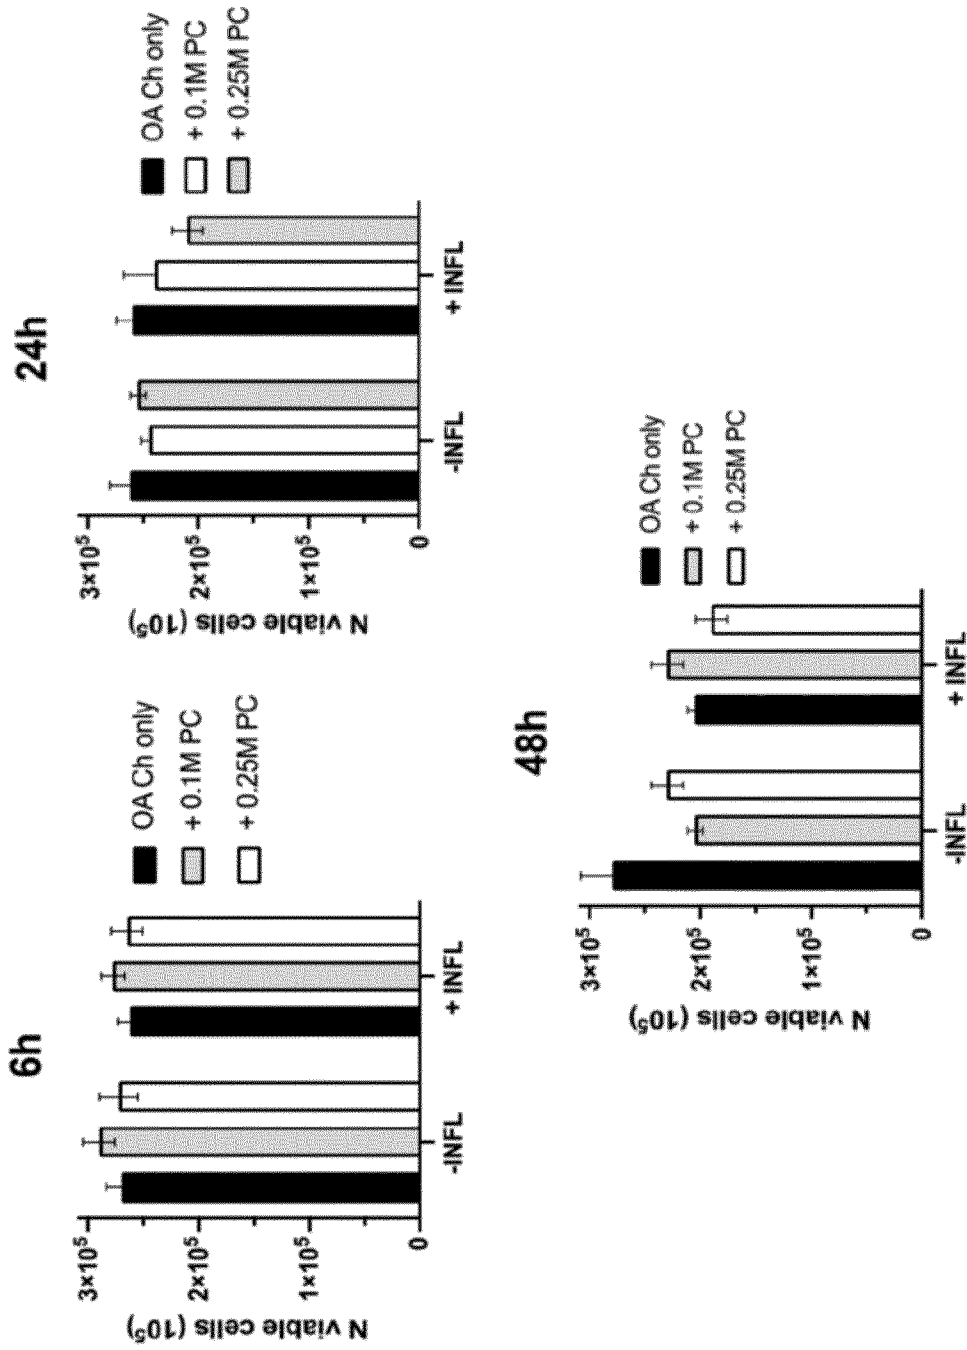 6h
N viable cells (10⁵)
3×10⁵
2×10⁵
1×10⁵
0
-INFL
+ INFL
OA Ch only
+ 0.1M PC
+ 0.25M PC
24h
N viable cells (10⁵)
3×10⁵
2×10⁵
1×10⁵
0
-INFL
+ INFL
OA Ch only
+ 0.1M PC
+ 0.25M PC
48h
N viable cells (10⁵)
3×10⁵
2×10⁵
1×10⁵
0
-INFL
+ INFL
OA Ch only
+ 0.1M PC
+ 0.25M PC